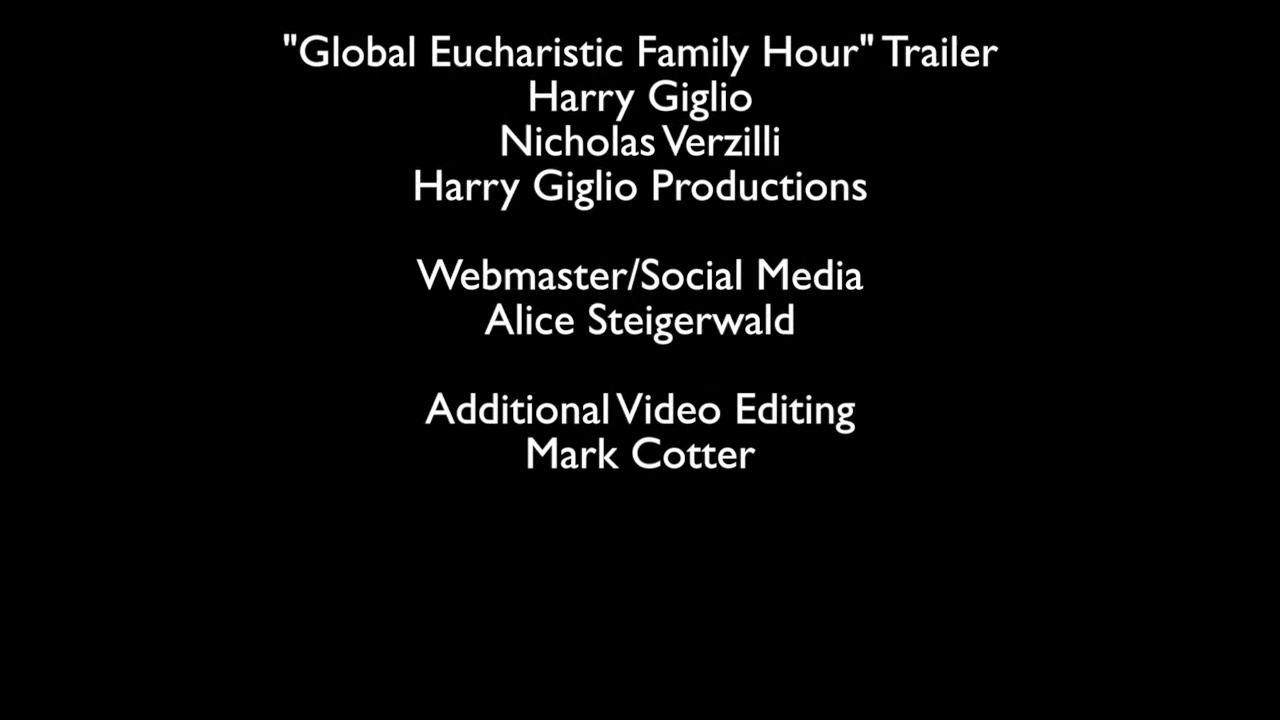 "Global Eucharistic Family Hour" Trailer
Harry Giglio
Nicholas Verzilli
Harry Giglio Productions
Webmaster/Social Media
Alice Steigerwald
Additional Video Editing
Mark Cotter